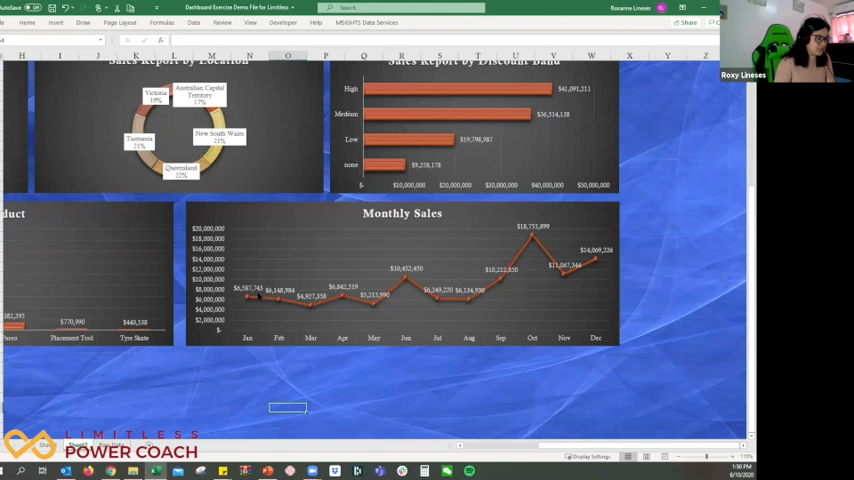 AutoSave Off
Dashboard Exercise Demo File for Limitless
Search
Roxanne Lineses
Home Insert Draw Page Layout Formulas Data Review View Developer Help MSIGHTS Data Services
Share
H I J K L M N O P Q R S T U V W X Y Z
Sales Report by Location
Sales Report by Discount Band
Victoria
19%
Australian Capital
Territory
17%
Tasmania
21%
New South Wales
21%
Queensland
22%
High $41,091,211
Medium $36,514,138
Low $19,798,987
none $9,258,178
$- $10,000,000 $20,000,000 $30,000,000 $40,000,000 $50,000,000
Roxy Lineses
duct
282,595 $770,990 $440,538
Paseo Placement Tool Tyre Skate
Monthly Sales
$20,000,000
$18,000,000
$16,000,000
$14,000,000
$12,000,000
$10,000,000
$8,000,000
$6,000,000
$4,000,000
$2,000,000
$-
$6,587,743 $6,148,984 $4,927,358 $6,842,519 $5,213,990 $10,452,450 $6,249,220 $6,134,930 $10,212,850 $18,755,899 $11,067,344 $14,069,226
Jan Feb Mar Apr May Jun Jul Aug Sep Oct Nov Dec
LIMITLESS
POWER COACH
Sheet2
Display Settings
115%
1:50 PM
6/10/2020